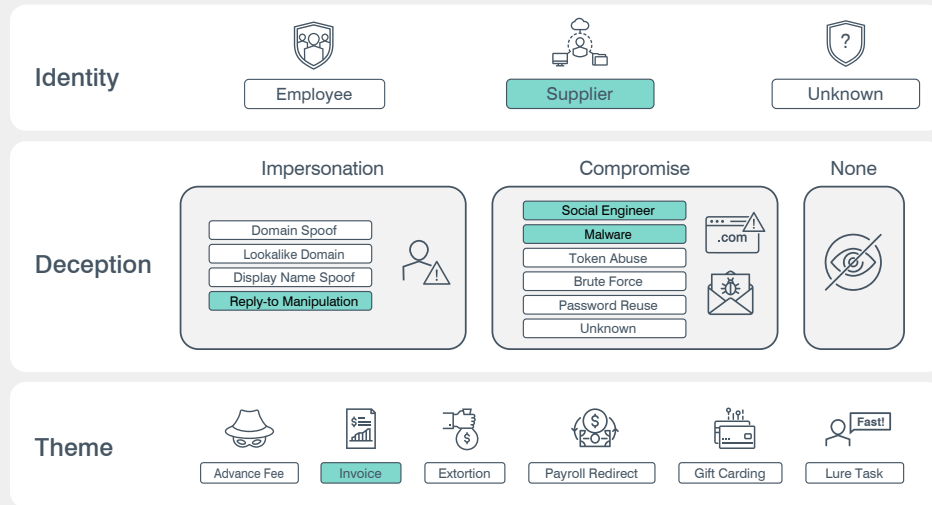 Identity
?
Employee
Supplier
Unknown
Impersonation
Compromise
None
Deception
Domain Spoof
Lookalike Domain
Display Name Spoof
Reply-to Manipulation
Social Engineer
Malware
Token Abuse
Brute Force
Password Reuse
Unknown
!
!
.com
Theme
$
$
$
Fast!
Advance Fee
Invoice
Extortion
Payroll Redirect
Gift Carding
Lure Task